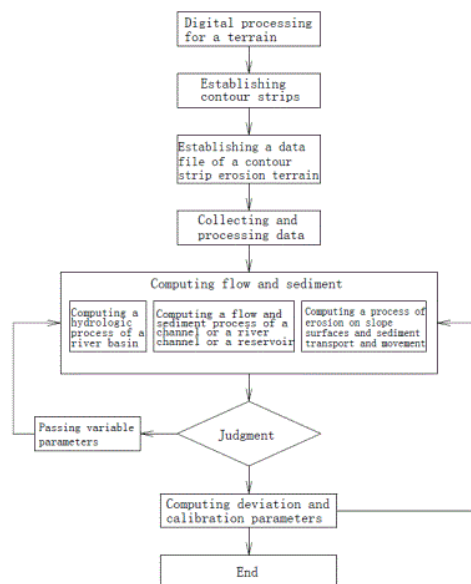 Digital processing
for a terrain
Establishing
contour strips
Establishing a data
file of a contour
strip erosion terrain
Collecting and
processing data
Computing flow and sediment
Computing a
hydrologic
process of a
river basin
Computing a flow and
sediment process of a
channel or a river
channel or a reservoir
Computing a process of
erosion on slope
surfaces and sediment
transport and movement
Passing variable
parameters
Judgment
Computing deviation and
calibration parameters
End